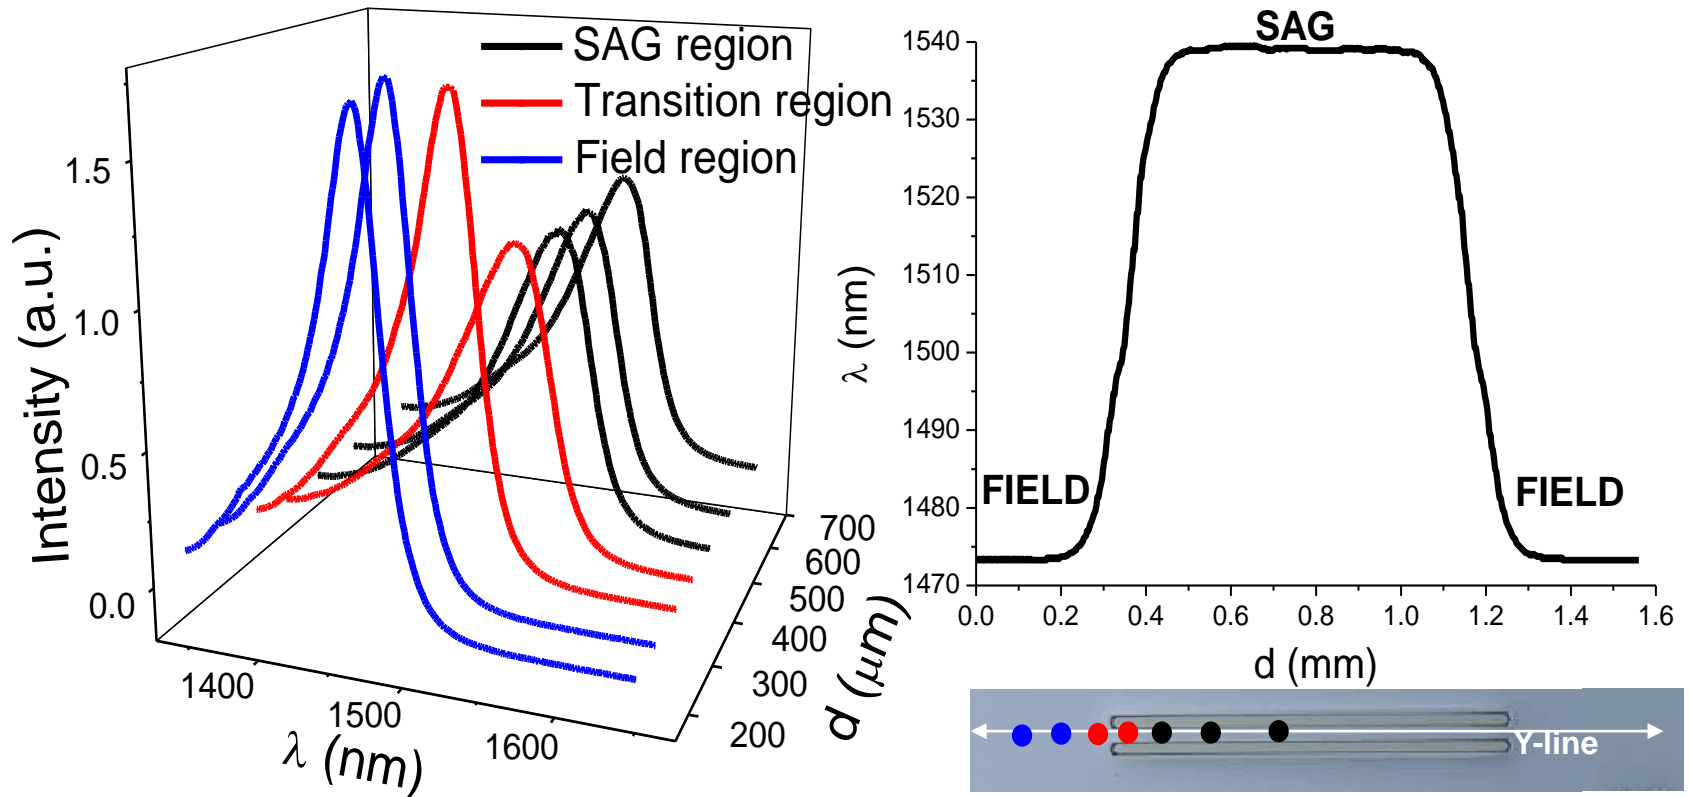 SAG region
Transition region
Field region
1.5
1.0
0.5
0.0
Intensity (a.u.)
1400
1500
1600
λ (nm)
200
300
400
500
600
700
d (μm)
SAG
FIELD
FIELD
1540
1530
1520
1510
1500
1490
1480
1470
λ (nm)
0.0 0.2 0.4 0.6 0.8 1.0 1.2 1.4 1.6
d (mm)
Y-line